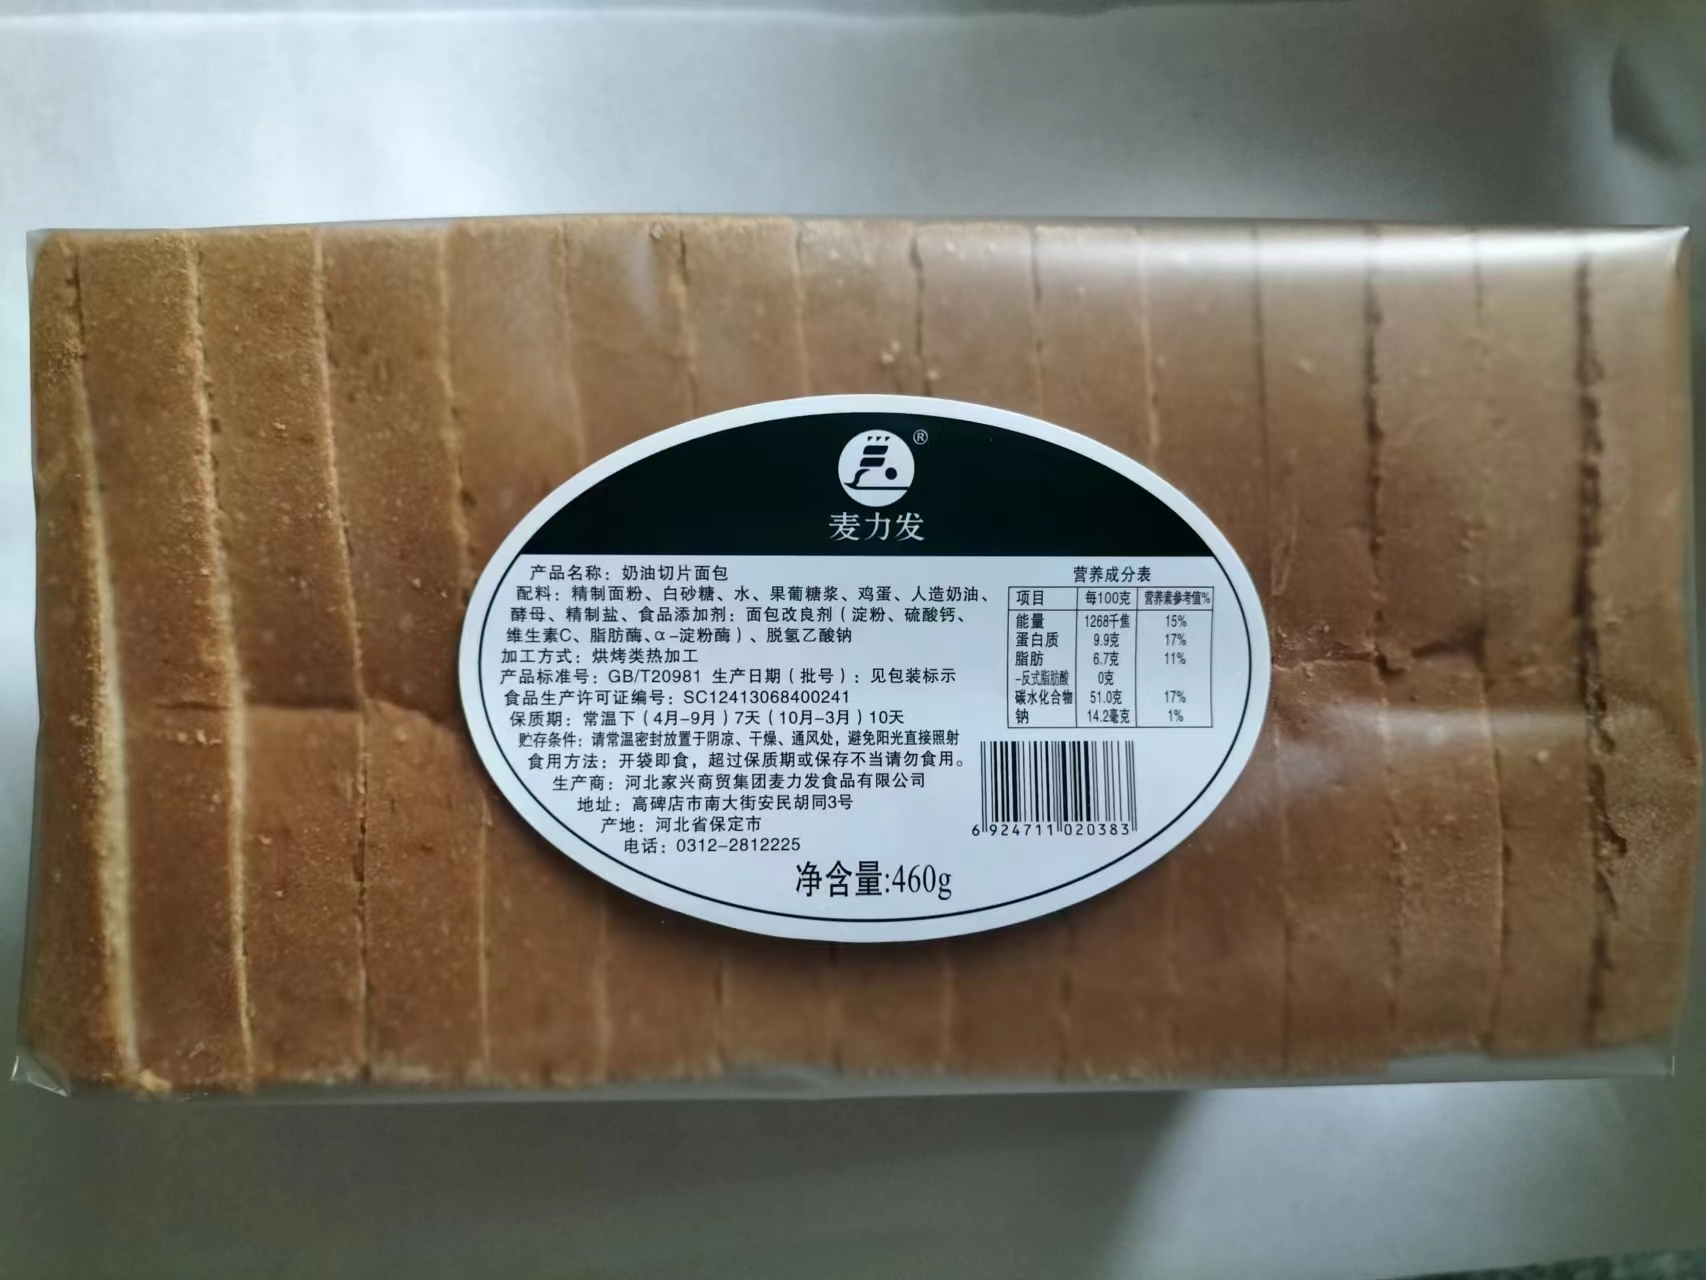 ®
麦力发
产品名称：奶油切片面包
配料：精制面粉、白砂糖、水、果葡糖浆、鸡蛋、人造奶油、
酵母、精制盐、食品添加剂：面包改良剂（淀粉、硫酸钙、
维生素C、脂肪酶、α-淀粉酶）、脱氢乙酸钠
加工方式：烘烤类热加工
产品标准号：GB/T20981 生产日期（批号）：见包装标示
食品生产许可证编号：SC12413068400241
保质期：常温下（4月-9月）7天（10月-3月）10天
贮存条件：请常温密封放置于阴凉、干燥、通风处，避免阳光直接照射
食用方法：开袋即食，超过保质期或保存不当请勿食用。
生产商：河北家兴商贸集团麦力发食品有限公司
地址：高碑店市南大街安民胡同3号
产地：河北省保定市
电话：0312-2812225
净含量:460g
营养成分表
项目 每100克 营养素参考值%
能量 1268千焦 15%
蛋白质 9.9克 17%
脂肪 6.7克 11%
-反式脂肪酸 0克
碳水化合物 51.0克 17%
钠 14.2毫克 1%
6 924711 020383